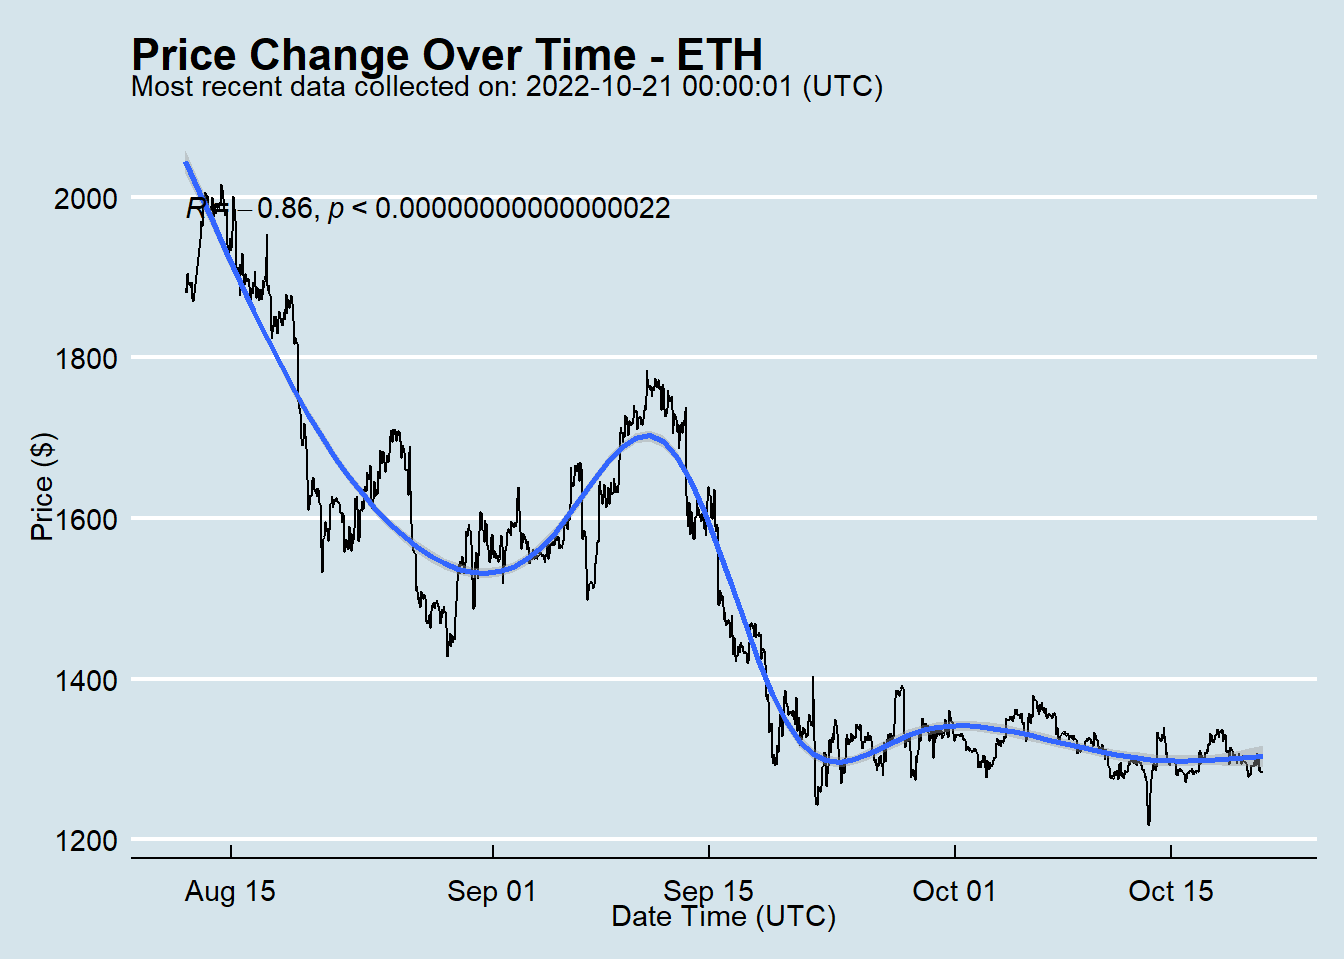 Price Change Over Time - ETH
Most recent data collected on: 2022-10-21 00:00:01 (UTC)
2000
R = −0.86, p < 0.00000000000000022
1800
Price ($)
1600
1400
1200
Aug 15 Sep 01 Sep 15 Oct 01 Oct 15
Date Time (UTC)